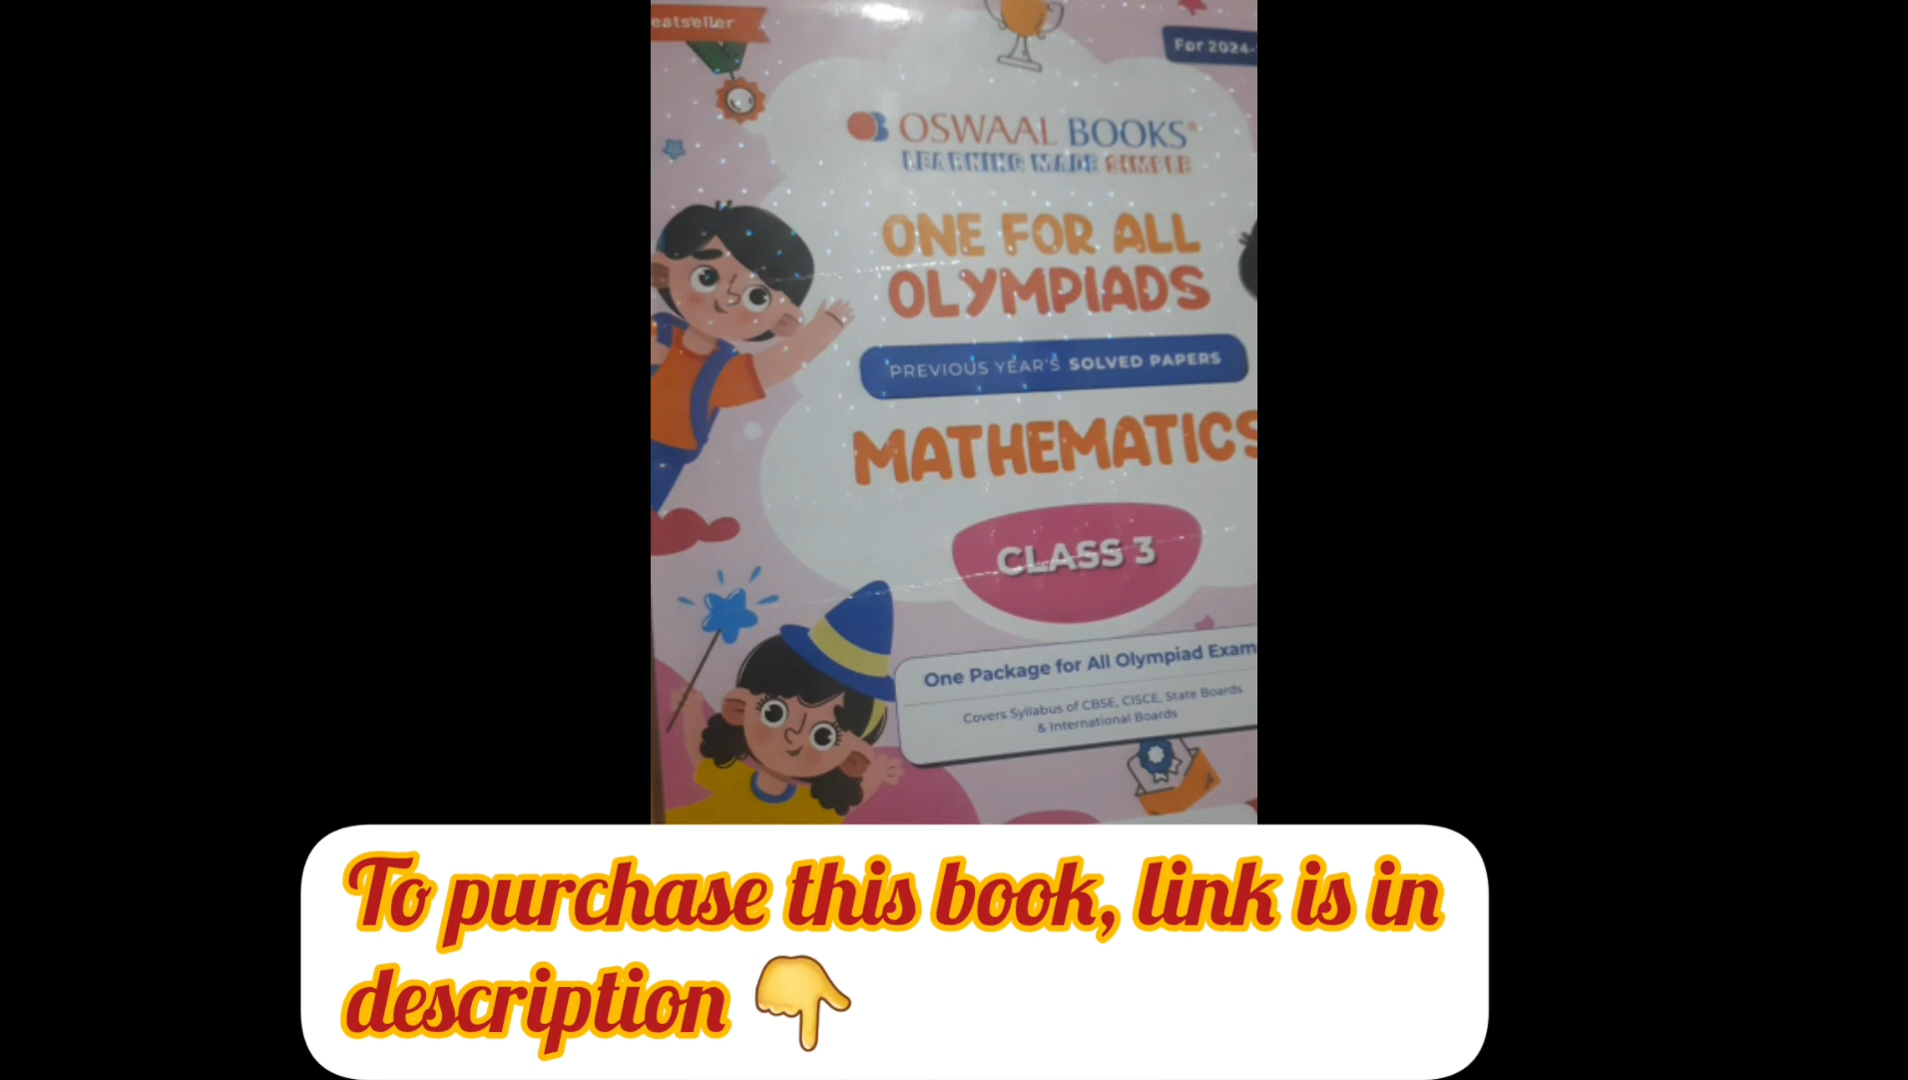 eatseller
For 2024-
OSWAAL BOOKS®
LEARNING MADE SIMPLE
ONE FOR ALL
OLYMPIADS
PREVIOUS YEAR'S SOLVED PAPERS
MATHEMATICS
CLASS 3
One Package for All Olympiad Exam
Covers Syllabus of CBSE, CISCE, State Boards
& International Boards
To purchase this book, link is in
description 👇